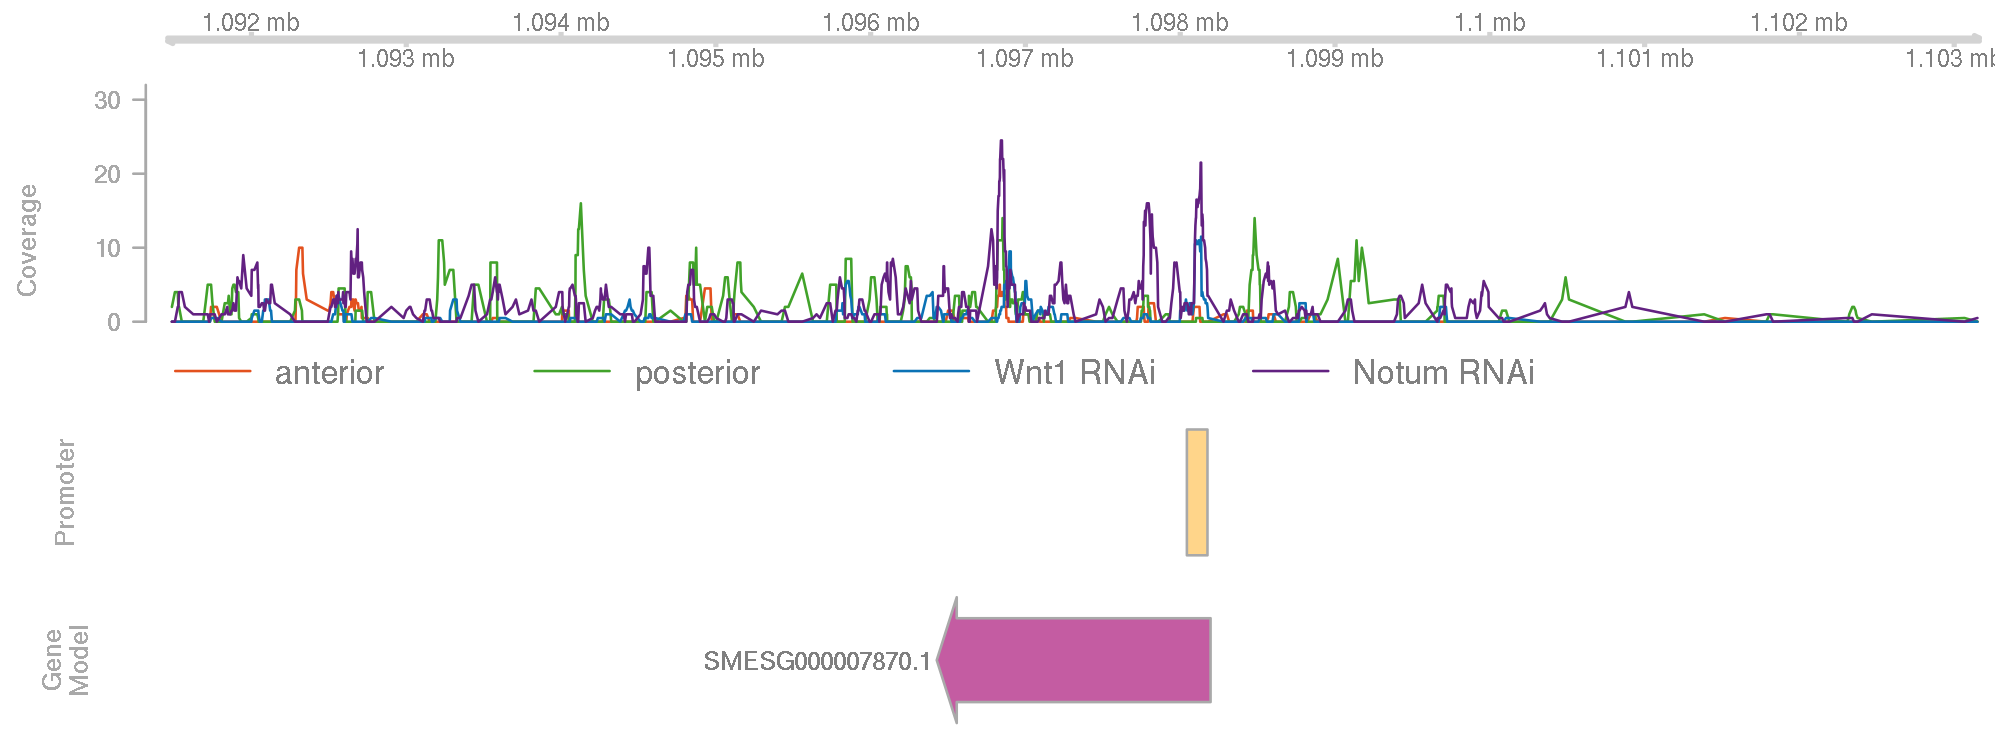 1.092 mb 1.094 mb 1.096 mb 1.098 mb 1.1 mb 1.102 mb
1.093 mb 1.095 mb 1.097 mb 1.099 mb 1.101 mb 1.103 mb
Coverage
30
20
10
0
anterior posterior Wnt1 RNAi Notum RNAi
Promoter
Gene
Model
SMESG000007870.1